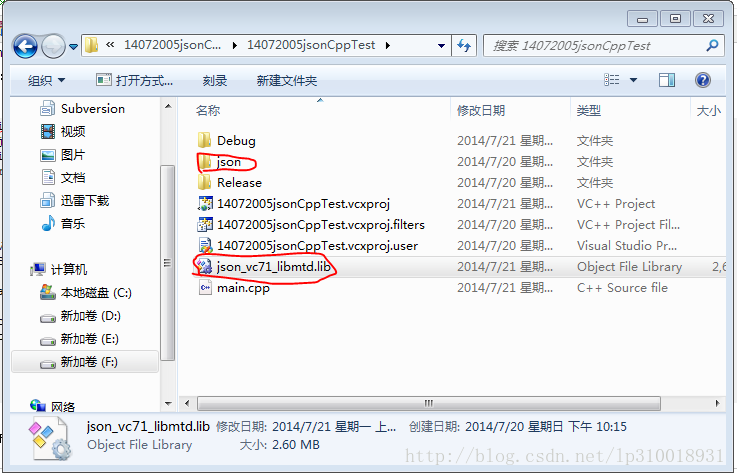 « 14072005jsonC... ▸ 14072005jsonCppTest ▸
搜索 14072005jsonCppTest
组织 打开方式... 刻录 新建文件夹
名称 修改日期 类型 大小
Subversion
视频
图片
文档
迅雷下载
音乐
计算机
本地磁盘 (C:)
新加卷 (D:)
新加卷 (E:)
新加卷 (F:)
网络
Debug 2014/7/21 星期... 文件夹
json 2014/7/20 星期... 文件夹
Release 2014/7/20 星期... 文件夹
14072005jsonCppTest.vcxproj 2014/7/21 星期... VC++ Project
14072005jsonCppTest.vcxproj.filters 2014/7/20 星期... VC++ Project Fil...
14072005jsonCppTest.vcxproj.user 2014/7/20 星期... Visual Studio Pr...
json_vc71_libmtd.lib 2014/7/21 星期... Object File Library 2,6
main.cpp 2014/7/21 星期... C++ Source file
json_vc71_libmtd.lib 修改日期: 2014/7/21 星期一 上... 创建日期: 2014/7/20 星期日 下午 10:15
Object File Library 大小: 2.60 MB
http://blog.csdn.net/lp310018931